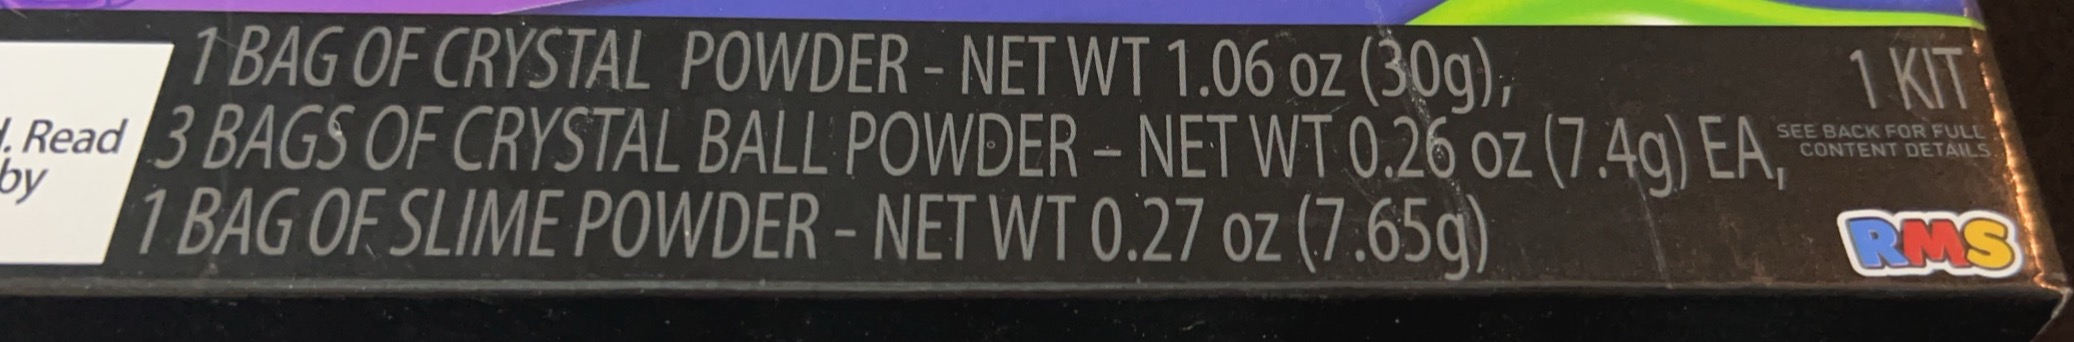 1 BAG OF CRYSTAL POWDER - NET WT 1.06 oz (30g),
3 BAGS OF CRYSTAL BALL POWDER – NET WT 0.26 oz (7.4g) EA,
1 BAG OF SLIME POWDER - NET WT 0.27 oz (7.65g)
1 KIT
SEE BACK FOR FULL
CONTENT DETAILS
RMS
. Read
by